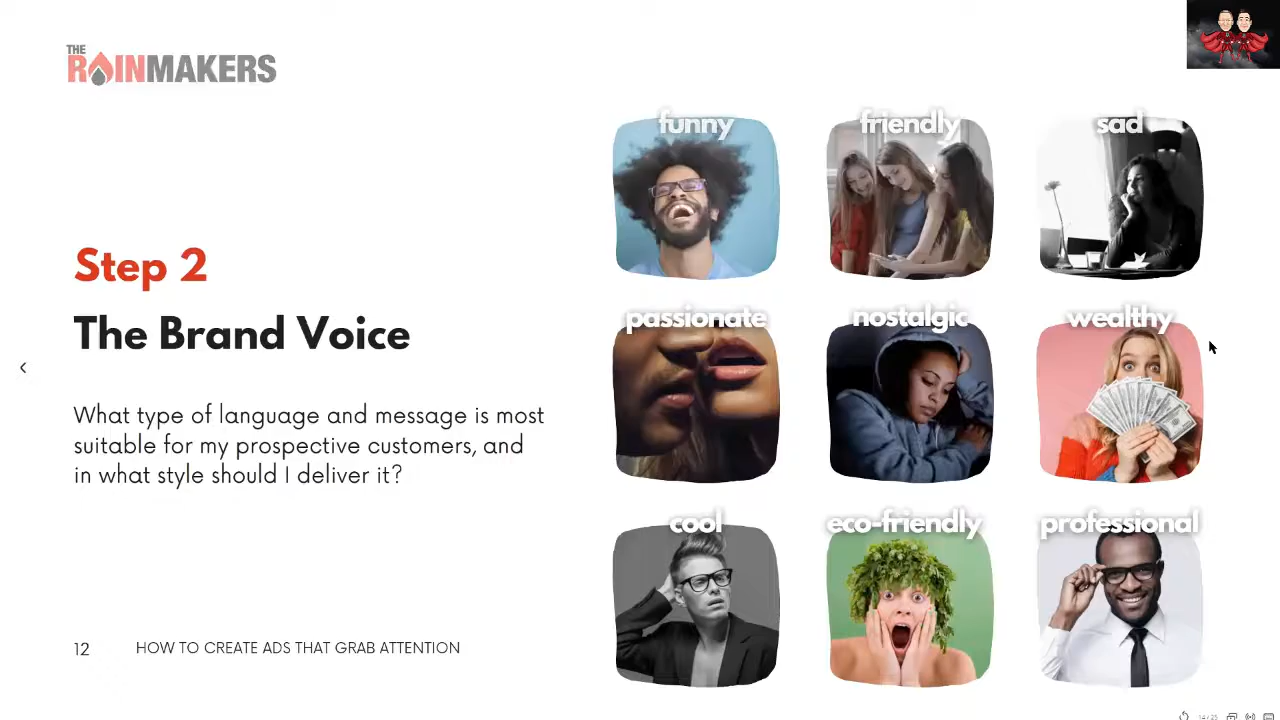 THE
RAINMAKERS
funny
friendly
sad
Step 2
The Brand Voice
What type of language and message is most
suitable for my prospective customers, and
in what style should I deliver it?
passionate
nostalgic
wealthy
cool
eco-friendly
professional
12
HOW TO CREATE ADS THAT GRAB ATTENTION
14 / 25